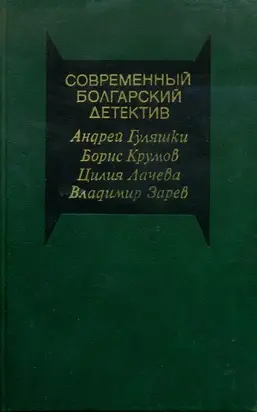 СОВРЕМЕННЫЙ
БОЛГАРСКИЙ
ДЕТЕКТИВ
Андрей Гуляшки
Борис Крумов
Цилия Лачева
Владимир Зарев